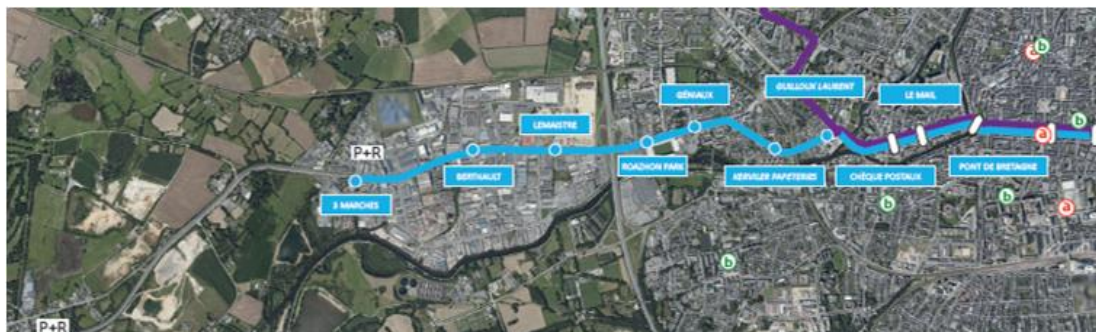 b
a
b
GUILLOUX LAURENT
GÉNIAUX
LE MAIL
LEMAISTRE
a
P+R
BERTHAULT
ROAZHON PARK
KERVILER PAPETERIES
CHÈQUE POSTAUX
PONT DE BRETAGNE
3 MARCHES
b
b
a
b
P+R